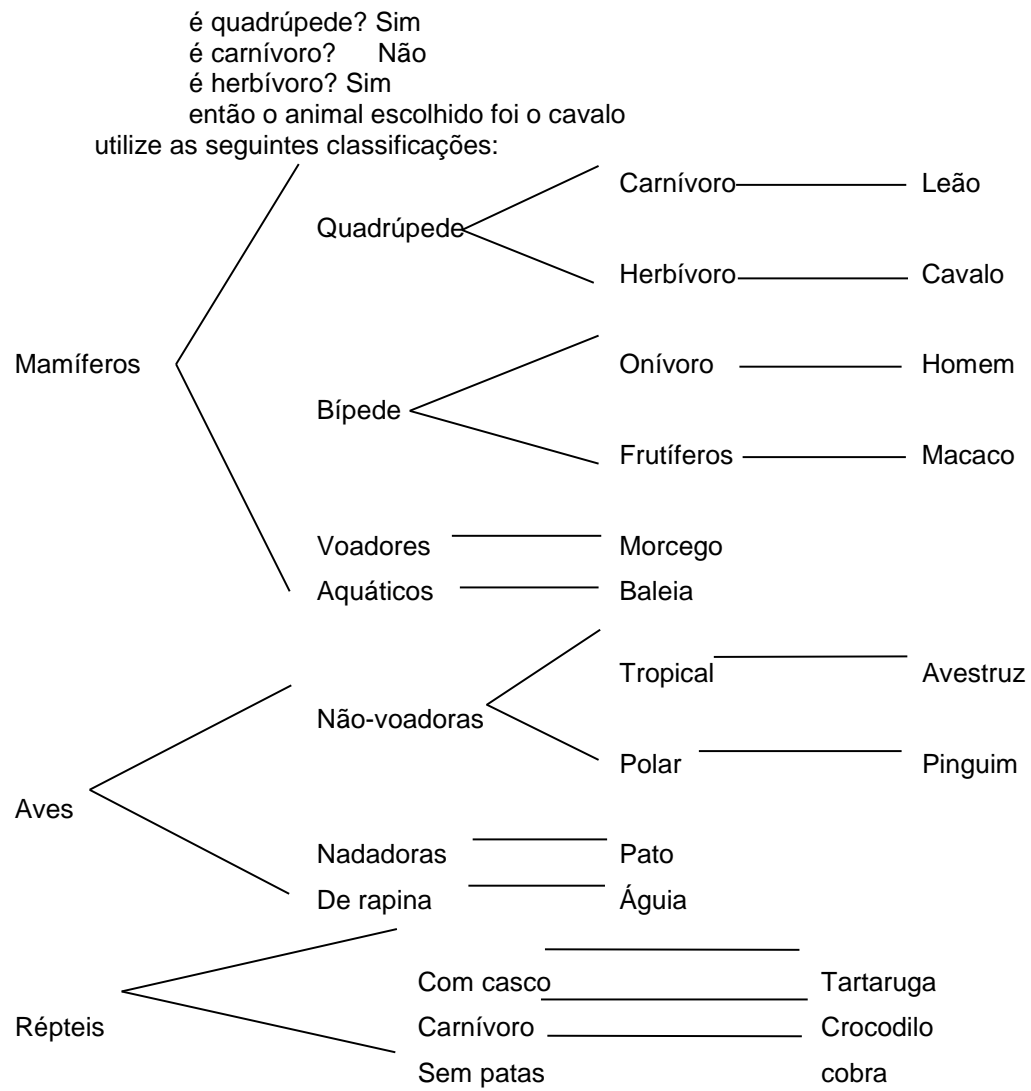 é quadrúpede? Sim
é carnívoro? Não
é herbívoro? Sim
então o animal escolhido foi o cavalo
utilize as seguintes classificações:
Carnívoro Leão
Quadrúpede
Herbívoro Cavalo
Mamíferos Onívoro Homem
Bípede
Frutíferos Macaco
Voadores Morcego
Aquáticos Baleia
Tropical Avestruz
Não-voadoras
Polar Pinguim
Aves
Nadadoras Pato
De rapina Águia
Com casco Tartaruga
Répteis Carnívoro Crocodilo
Sem patas cobra